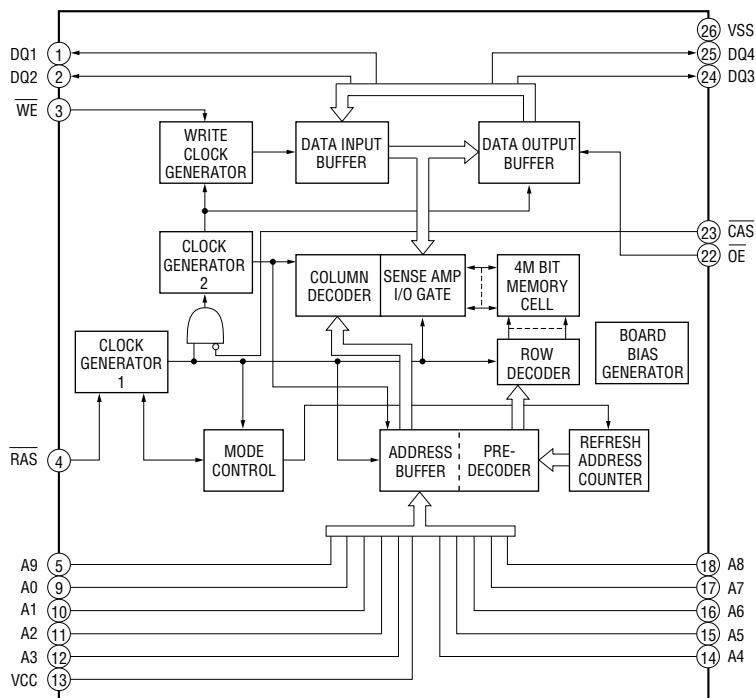 26 VSS
DQ1 1
25 DQ4
DQ2 2
24 DQ3
WE 3
WRITE
CLOCK
GENERATOR
DATA INPUT
BUFFER
DATA OUTPUT
BUFFER
23 CAS
22 OE
CLOCK
GENERATOR
2
COLUMN
DECODER
SENSE AMP
I/O GATE
4M BIT
MEMORY
CELL
CLOCK
GENERATOR
1
ROW
DECODER
BOARD
BIAS
GENERATOR
RAS 4
MODE
CONTROL
ADDRESS
BUFFER
PRE-
DECODER
REFRESH
ADDRESS
COUNTER
A9 5
18 A8
A0 9
17 A7
A1 10
16 A6
A2 11
15 A5
A3 12
14 A4
VCC 13